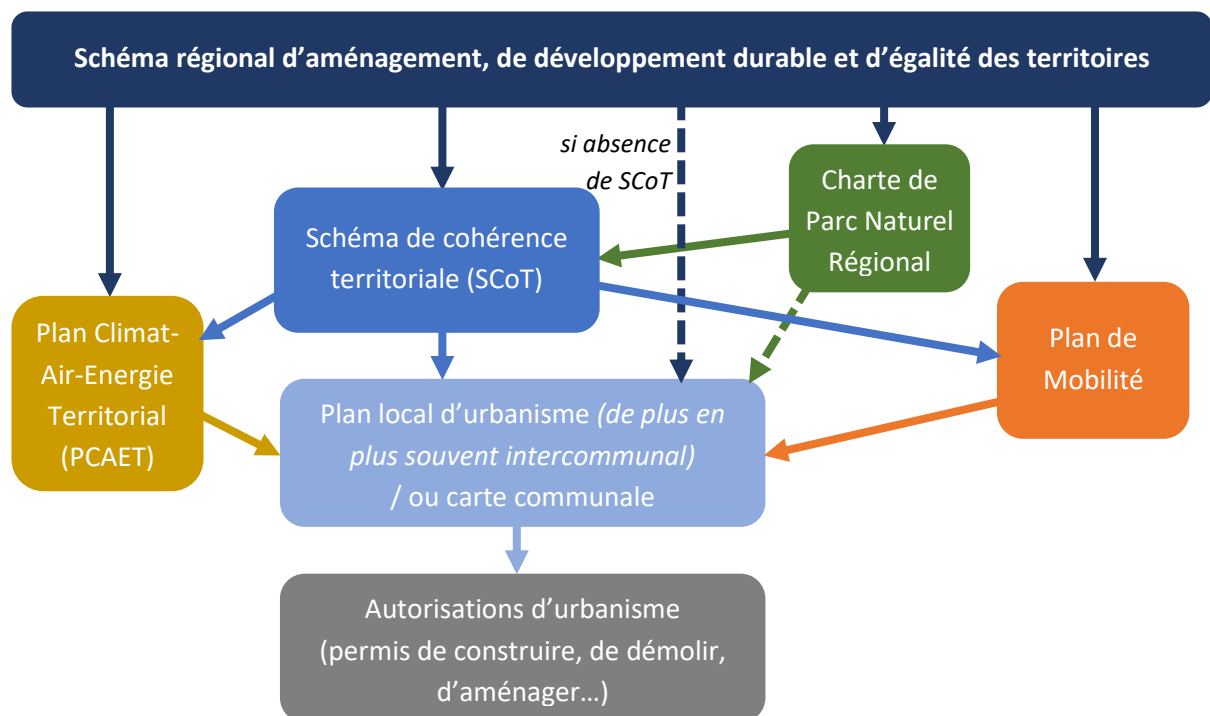 Schéma régional d’aménagement, de développement durable et d’égalité des territoires
si absence
de SCoT
Charte de
Parc Naturel
Régional
Schéma de cohérence
territoriale (SCoT)
Plan Climat-
Air-Energie
Territorial
(PCAET)
Plan de
Mobilité
Plan local d’urbanisme (de plus en
plus souvent intercommunal)
/ ou carte communale
Autorisations d’urbanisme
(permis de construire, de démolir,
d’aménager…)